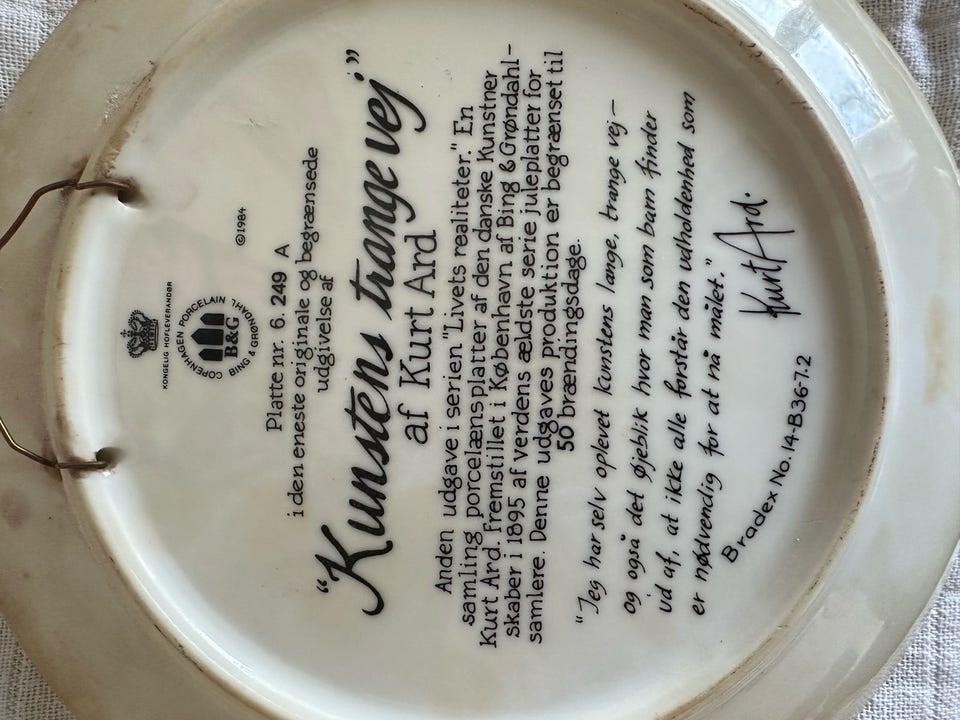 KONGELIG HOFLEVERANDØR
COPENHAGEN PORCELAIN
B&G
BING & GRØNDAHL
©1984
Platte nr. 6.249 A
i den eneste originale og begrænsede
udgivelse af
“Kunstens trange vej”
af Kurt Ard
Anden udgave i serien "Livets realiteter." En
samling porcelænsplatter af den danske kunstner
Kurt Ard. Fremstillet i København af Bing & Grøndahl-
skaber i 1895 af verdens ældste serie juleplatter for
samlere. Denne udgaves produktion er begrænset til
50 brændingsdage.
"Jeg har selv oplevet kunstens lange, trange vej-
og også det øjeblik hvor man som barn finder
ud af, at ikke alle forstår den udholdenhed som
er nødvendig for at nå målet."
Kurt Ard.
Bradex No.14-B36-7.2